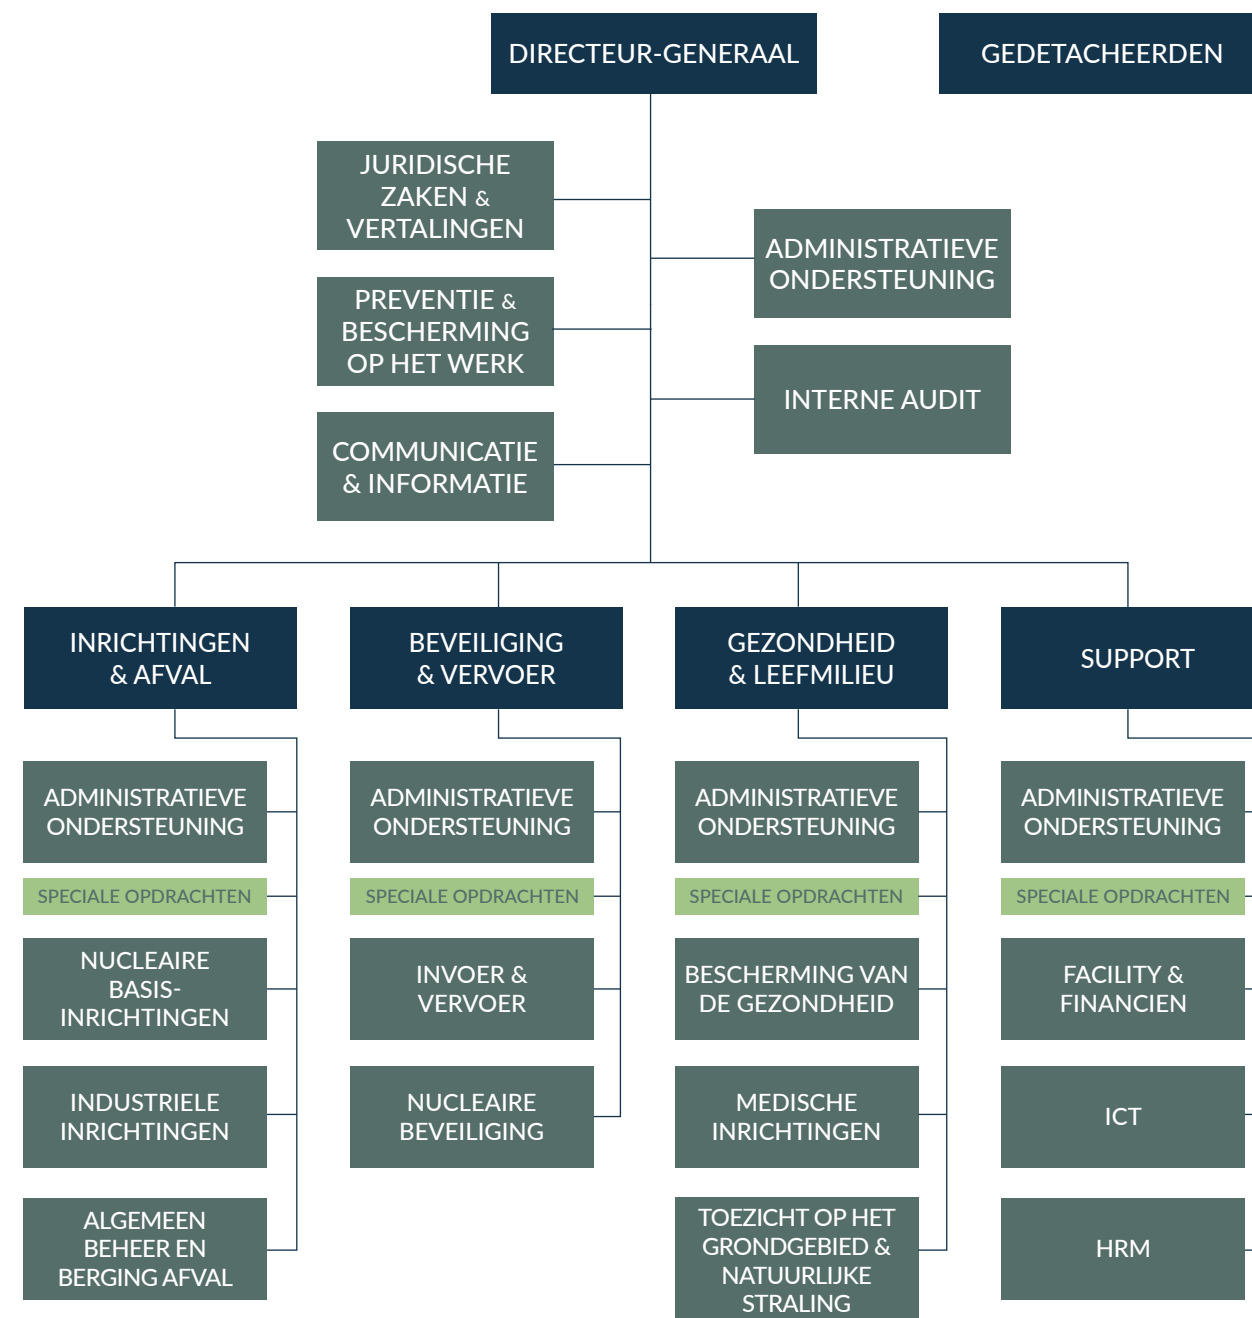 DIRECTEUR-GENERAAL
GEDETACHEERDEN
JURIDISCHE
ZAKEN &
VERTALINGEN
ADMINISTRATIEVE
ONDERSTEUNING
PREVENTIE &
BESCHERMING
OP HET WERK
INTERNE AUDIT
COMMUNICATIE
& INFORMATIE
INRICHTINGEN
& AFVAL
BEVEILIGING
& VERVOER
GEZONDHEID
& LEEFMILIEU
SUPPORT
ADMINISTRATIEVE
ONDERSTEUNING
ADMINISTRATIEVE
ONDERSTEUNING
ADMINISTRATIEVE
ONDERSTEUNING
ADMINISTRATIEVE
ONDERSTEUNING
SPECIALE OPDRACHTEN
SPECIALE OPDRACHTEN
SPECIALE OPDRACHTEN
SPECIALE OPDRACHTEN
NUCLEAIRE
BASIS-
INRICHTINGEN
INVOER &
VERVOER
BESCHERMING VAN
DE GEZONDHEID
FACILITY &
FINANCIEN
INDUSTRIELE
INRICHTINGEN
NUCLEAIRE
BEVEILIGING
MEDISCHE
INRICHTINGEN
ICT
ALGEMEEN
BEHEER EN
BERGING AFVAL
TOEZICHT OP HET
GRONDGEBIED &
NATUURLIJKE
STRALING
HRM